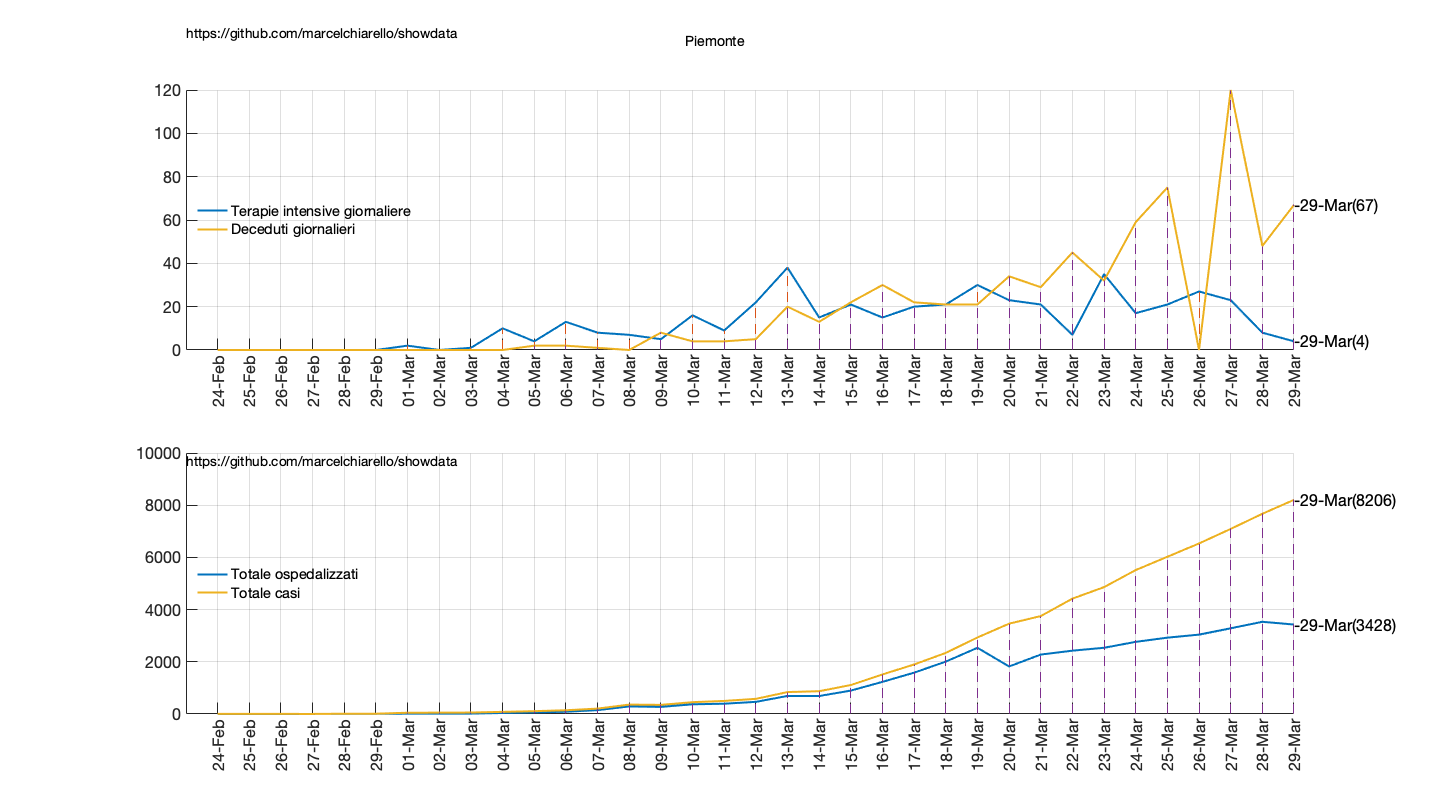 https://github.com/marcelchiarello/showdata
Piemonte
120
100
80
60
40
20
0
Terapie intensive giornaliere
Deceduti giornalieri
-29-Mar(67)
-29-Mar(4)
24-Feb 25-Feb 26-Feb 27-Feb 28-Feb 29-Feb 01-Mar 02-Mar 03-Mar 04-Mar 05-Mar 06-Mar 07-Mar 08-Mar 09-Mar 10-Mar 11-Mar 12-Mar 13-Mar 14-Mar 15-Mar 16-Mar 17-Mar 18-Mar 19-Mar 20-Mar 21-Mar 22-Mar 23-Mar 24-Mar 25-Mar 26-Mar 27-Mar 28-Mar 29-Mar
https://github.com/marcelchiarello/showdata
10000
8000
6000
4000
2000
0
Totale ospedalizzati
Totale casi
-29-Mar(8206)
-29-Mar(3428)
24-Feb 25-Feb 26-Feb 27-Feb 28-Feb 29-Feb 01-Mar 02-Mar 03-Mar 04-Mar 05-Mar 06-Mar 07-Mar 08-Mar 09-Mar 10-Mar 11-Mar 12-Mar 13-Mar 14-Mar 15-Mar 16-Mar 17-Mar 18-Mar 19-Mar 20-Mar 21-Mar 22-Mar 23-Mar 24-Mar 25-Mar 26-Mar 27-Mar 28-Mar 29-Mar